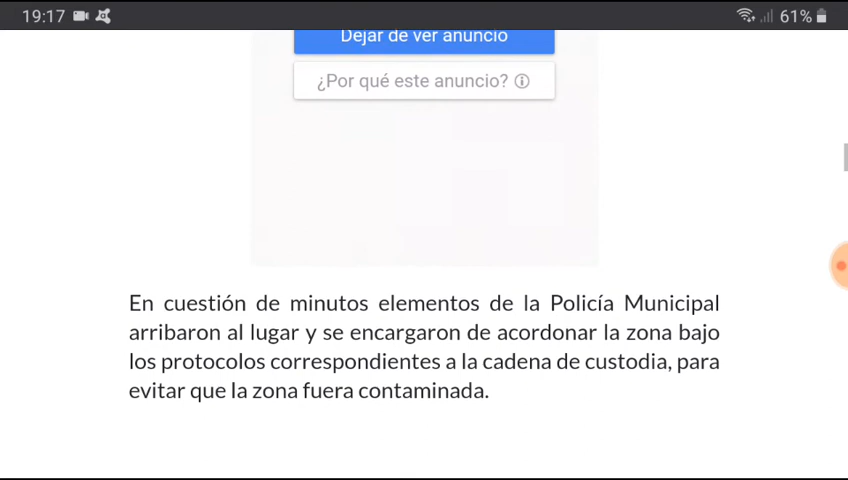 19:17
61%
Dejar de ver anuncio
¿Por qué este anuncio?
En cuestión de minutos elementos de la Policía Municipal
arribaron al lugar y se encargaron de acordonar la zona bajo
los protocolos correspondientes a la cadena de custodia, para
evitar que la zona fuera contaminada.